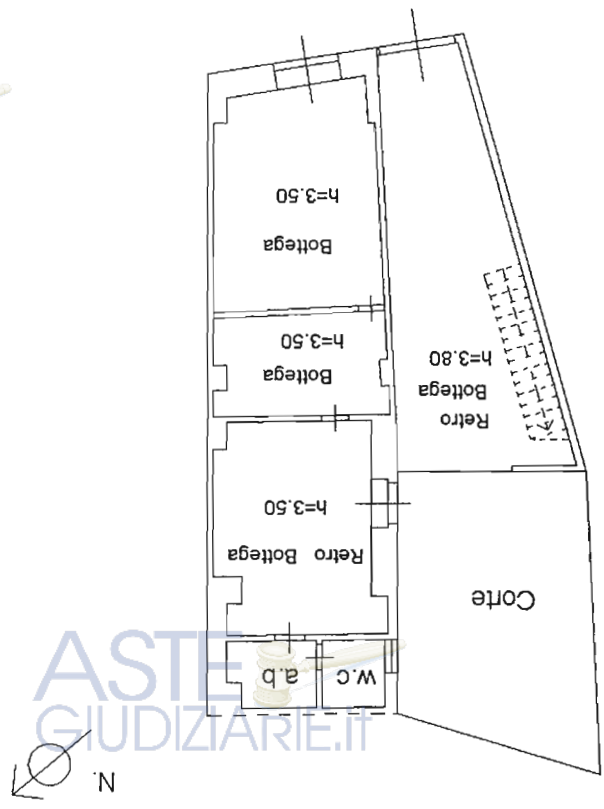 h=3.50
Bottega
h=3.50
Bottega
h=3.80
Retro
Bottega
h=3.50
Retro Bottega
Corte
a.b
W.C
ASTE
GIUDIZIARIE.it
N.